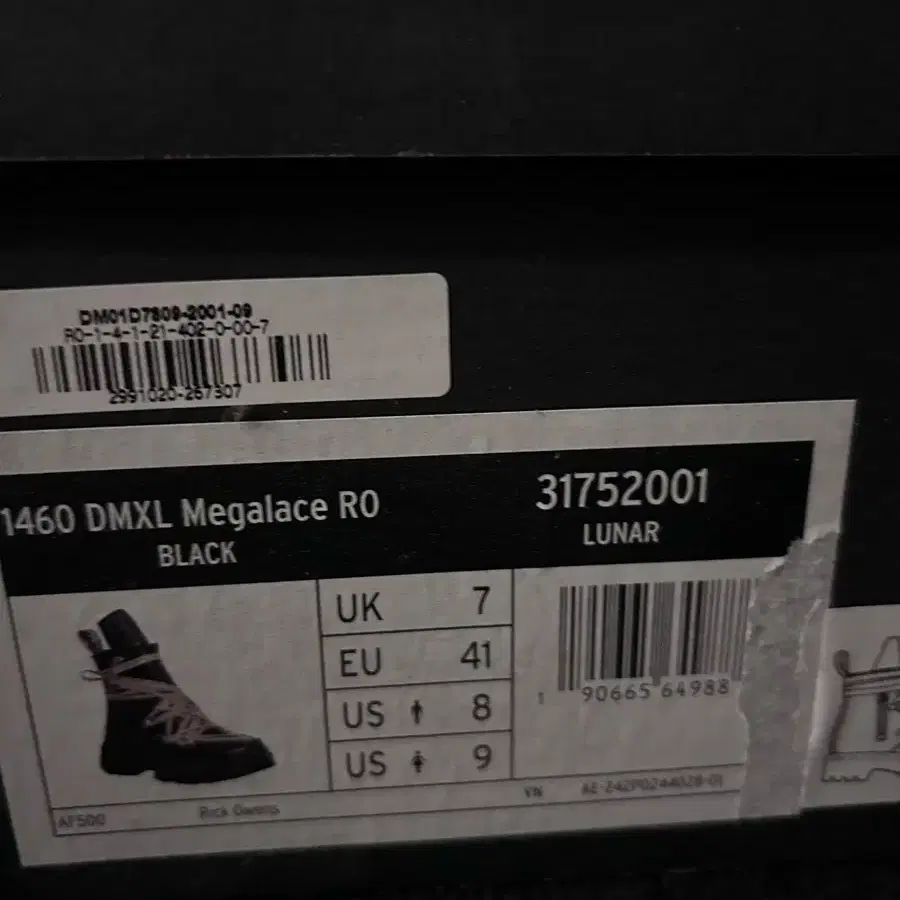 DM01D7809-2001-09
RO-1-4-1-21-402-0-00-7
2991020-267307
1460 DMXL Megalace RO
BLACK
31752001
LUNAR
UK 7
EU 41
US 8
US 9
1 90665 64988
AF500
Rick Owens
VN